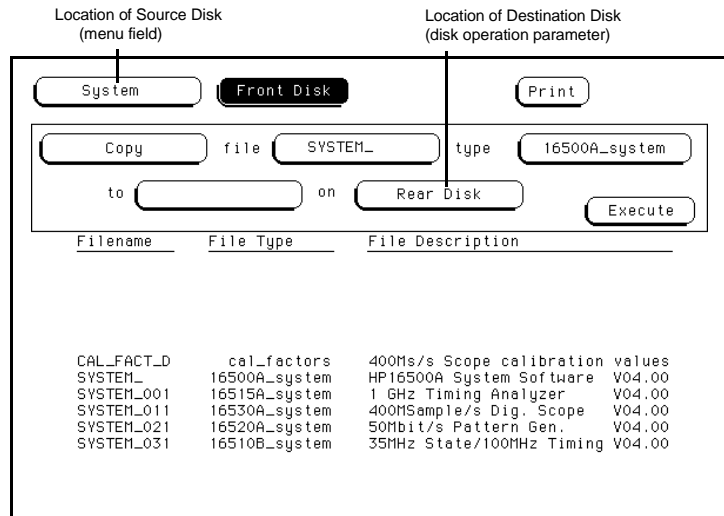 Location of Source Disk
(menu field)
Location of Destination Disk
(disk operation parameter)
System Front Disk Print
Copy file SYSTEM_ type 16500A_system
to on Rear Disk
Execute
Filename File Type File Description
CAL_FACT_D cal_factors 400Ms/s Scope calibration values
SYSTEM_ 16500A_system HP16500A System Software V04.00
SYSTEM_001 16515A_system 1 GHz Timing Analyzer V04.00
SYSTEM_011 16530A_system 400MSample/s Dig. Scope V04.00
SYSTEM_021 16520A_system 50Mbit/s Pattern Gen. V04.00
SYSTEM_031 16510B_system 35MHz State/100MHz Timing V04.00